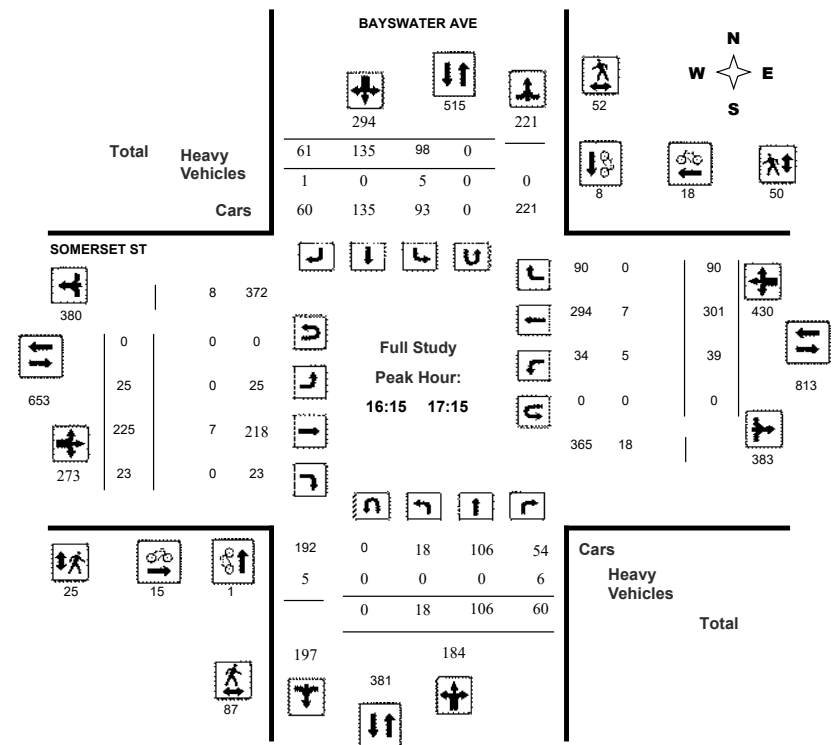 BAYSWATER AVE
N
W E
S
515
52
294 221
Total Heavy Vehicles
61 135 98 0
1 0 5 0 0
8 18 50
Cars 60 135 93 0 221
SOMERSET ST
90 0 90
8 372
380 294 7 301 430
0 0 0
Full Study
34 5 39
653 25 0 25
Peak Hour:
813
16:15 17:15
0 0 0
225 7 218
365 18
383
273 23 0 23
192 0 18 106 54 Cars
5 0 0 0 6 Heavy Vehicles
25 15 1
0 18 106 60
Total
197 184
381
87